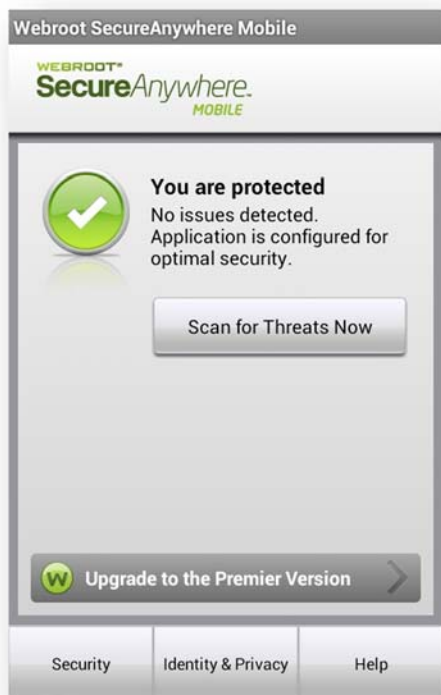 Webroot SecureAnywhere Mobile
WEBROOT®
SecureAnywhere.
MOBILE
You are protected
No issues detected.
Application is configured for
optimal security.
Scan for Threats Now
W Upgrade to the Premier Version
Security Identity & Privacy Help